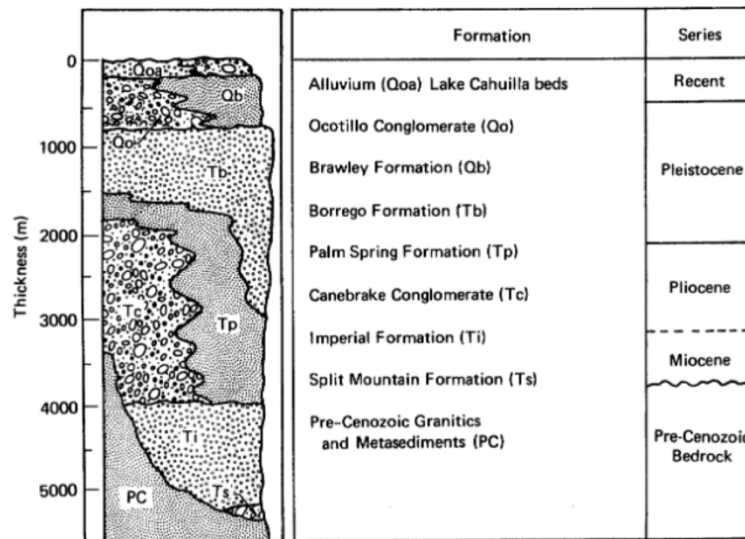 Formation
Series
Alluvium (Qoa) Lake Cahuilla beds
Recent
Ocotillo Conglomerate (Qo)
Brawley Formation (Qb)
Pleistocene
Borrego Formation (Tb)
Palm Spring Formation (Tp)
Canebrake Conglomerate (Tc)
Pliocene
Imperial Formation (Ti)
Miocene
Split Mountain Formation (Ts)
Pre-Cenozoic Granitics
and Metasediments (PC)
Pre-Cenozoic
Bedrock
Thickness (m)
0
1000
2000
3000
4000
5000
Qoa
Qb
Qo
Tb
Tc
Tp
Ti
Ts
PC